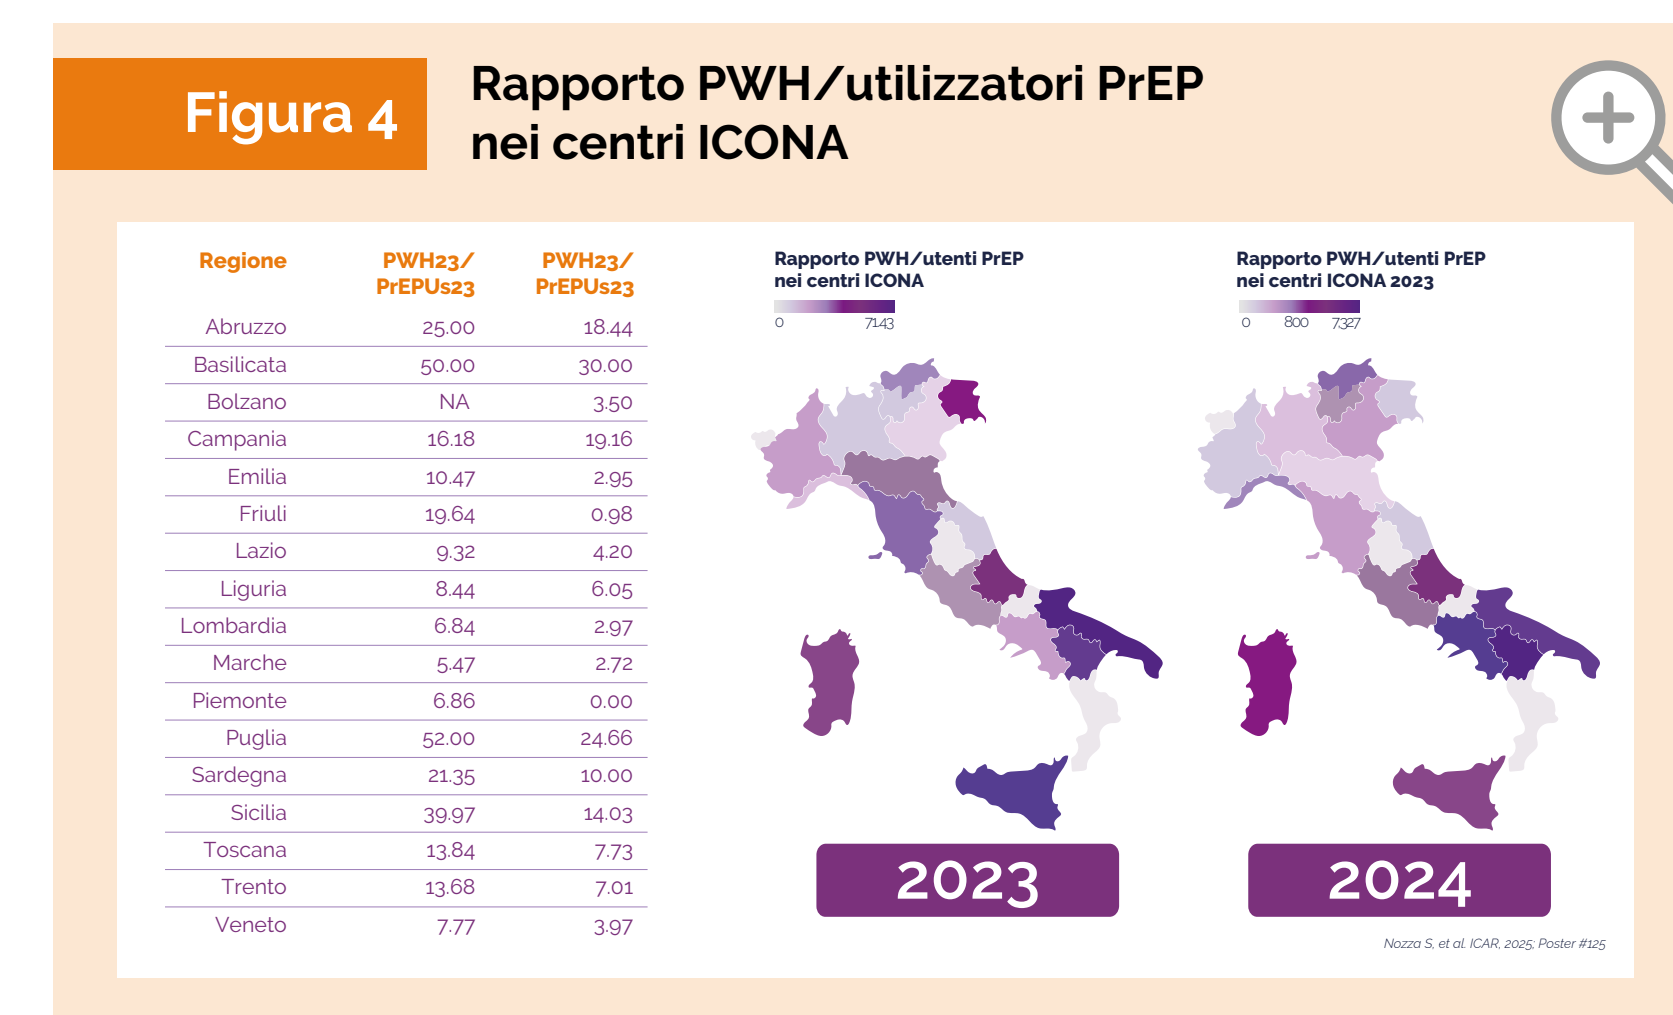 Figura 4
Rapporto PWH/utilizzatori PrEP
nei centri ICONA
Regione PWH23/ PWH23/
PrEPUs23 PrEPUs23
Abruzzo 25.00 18.44
Basilicata 50.00 30.00
Bolzano NA 3.50
Campania 16.18 19.16
Emilia 10.47 2.95
Friuli 19.64 0.98
Lazio 9.32 4.20
Liguria 8.44 6.05
Lombardia 6.84 2.97
Marche 5.47 2.72
Piemonte 6.86 0.00
Puglia 52.00 24.66
Sardegna 21.35 10.00
Sicilia 39.97 14.03
Toscana 13.84 7.73
Trento 13.68 7.01
Veneto 7.77 3.97
Rapporto PWH/utenti PrEP
nei centri ICONA
0 7143
2023
Rapporto PWH/utenti PrEP
nei centri ICONA 2023
0 800 7327
2024
Nozza S, et al. ICAR, 2025; Poster #125